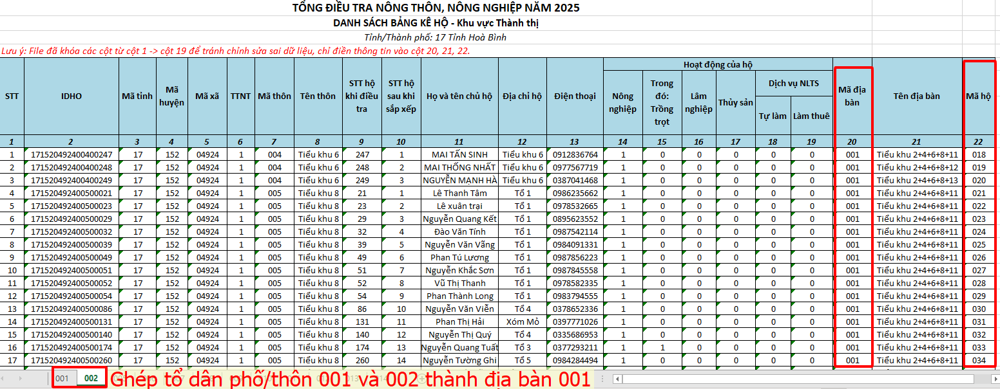 TỔNG ĐIỀU TRA NÔNG THÔN, NÔNG NGHIỆP NĂM 2025
DANH SÁCH BẢNG KÊ HỘ - Khu vực Thành thị
Tỉnh/Thành phố: 17 Tỉnh Hoà Bình
Lưu ý: File đã khóa các cột từ cột 1 -> cột 19 để tránh chỉnh sửa sai dữ liệu, chỉ điền thông tin vào cột 20, 21, 22.
STT IDHO Mã tỉnh Mã huyện Mã xã TTNT Mã thôn Tên thôn STT hộ khi điều tra STT hộ sau khi sắp xếp Họ và tên chủ hộ Địa chỉ hộ Điện thoại Hoạt động của hộ Nông nghiệp Trong đó: Trồng trọt Lâm nghiệp Thủy sản Dịch vụ NLTS Tự làm Làm thuê Mã địa bàn Tên địa bàn Mã hộ
1 2 3 4 5 6 7 8 9 10 11 12 13 14 15 16 17 18 19 20 21 22
1 171520492400400247 17 152 04924 1 004 Tiểu khu 6 247 1 MAI TẤN SINH Tiểu khu 6 0912836764 1 0 0 0 0 0 001 Tiểu khu 2+4+6+8+11 018
2 171520492400400248 17 152 04924 1 004 Tiểu khu 6 248 2 MAI THỐNG NHẤT Tiểu khu 6 0977567719 1 0 0 0 0 0 001 Tiểu khu 2+4+6+8+12 019
3 171520492400400249 17 152 04924 1 004 Tiểu khu 6 249 3 NGUYỄN MẠNH HÀ Tiểu khu 6 0387041468 1 0 0 0 0 0 001 Tiểu khu 2+4+6+8+13 020
4 171520492400500021 17 152 04924 1 005 Tiểu khu 8 21 1 Lê Thanh Tâm Tổ 1 0986235662 1 0 0 0 0 0 001 Tiểu khu 2+4+6+8+11 021
5 171520492400500023 17 152 04924 1 005 Tiểu khu 8 23 2 Lê xuân trại Tổ 1 0978532665 1 0 0 0 0 0 001 Tiểu khu 2+4+6+8+11 022
6 171520492400500029 17 152 04924 1 005 Tiểu khu 8 29 3 Nguyễn Quang Kết Tổ 1 0895623552 1 0 0 0 0 0 001 Tiểu khu 2+4+6+8+11 023
7 171520492400500032 17 152 04924 1 005 Tiểu khu 8 32 4 Đào Văn Tính Tổ 1 0987542114 1 0 0 0 0 0 001 Tiểu khu 2+4+6+8+11 024
8 171520492400500039 17 152 04924 1 005 Tiểu khu 8 39 5 Nguyễn Văn Vãng Tổ 1 0984091331 1 0 0 0 0 0 001 Tiểu khu 2+4+6+8+11 025
9 171520492400500049 17 152 04924 1 005 Tiểu khu 8 49 6 Phan Tú Lương Tổ 1 0987856223 1 0 0 0 0 0 001 Tiểu khu 2+4+6+8+11 026
10 171520492400500051 17 152 04924 1 005 Tiểu khu 8 51 7 Nguyễn Khắc Sơn Tổ 1 0987845558 1 0 0 0 0 0 001 Tiểu khu 2+4+6+8+11 027
11 171520492400500052 17 152 04924 1 005 Tiểu khu 8 52 8 Vũ Thị Thanh Tổ 1 0978582335 1 0 0 0 0 0 001 Tiểu khu 2+4+6+8+11 028
12 171520492400500054 17 152 04924 1 005 Tiểu khu 8 54 9 Phan Thành Long Tổ 1 0983794555 1 0 0 0 0 0 001 Tiểu khu 2+4+6+8+11 029
13 171520492400500086 17 152 04924 1 005 Tiểu khu 8 86 10 Nguyễn Văn Viễn Tổ 4 0378652336 1 0 0 0 0 0 001 Tiểu khu 2+4+6+8+11 030
14 171520492400500131 17 152 04924 1 005 Tiểu khu 8 131 11 Phan Thị Hải Xóm Mỏ 0397771026 1 0 0 0 0 0 001 Tiểu khu 2+4+6+8+11 031
15 171520492400500140 17 152 04924 1 005 Tiểu khu 8 140 12 Nguyễn Thị Quý Tổ 4 0335686953 1 0 0 0 0 0 001 Tiểu khu 2+4+6+8+11 032
16 171520492400500174 17 152 04924 1 005 Tiểu khu 8 174 13 Nguyễn Quang Tuất Tổ 3 0377293211 1 1 0 0 0 0 001 Tiểu khu 2+4+6+8+11 033
17 171520492400500260 17 152 04924 1 005 Tiểu khu 8 260 14 Nguyễn Tường Ghi Tổ 5 0984284494 1 0 0 0 0 0 001 Tiểu khu 2+4+6+8+11 034
001 002 Ghép tổ dân phố/thôn 001 và 002 thành địa bàn 001